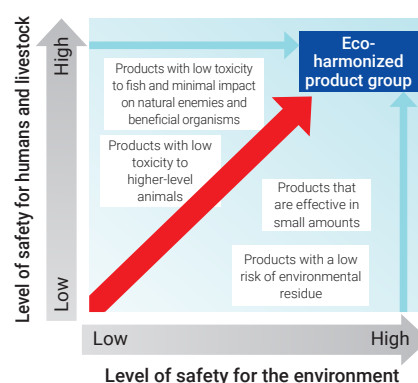 Level of safety for humans and livestock
High
Low
Eco-
harmonized
product group
Products with low toxicity
to fish and minimal impact
on natural enemies and
beneficial organisms
Products with low
toxicity to
higher-level
animals
Products that
are effective in
small amounts
Products with a low
risk of environmental
residue
Low
High
Level of safety for the environment